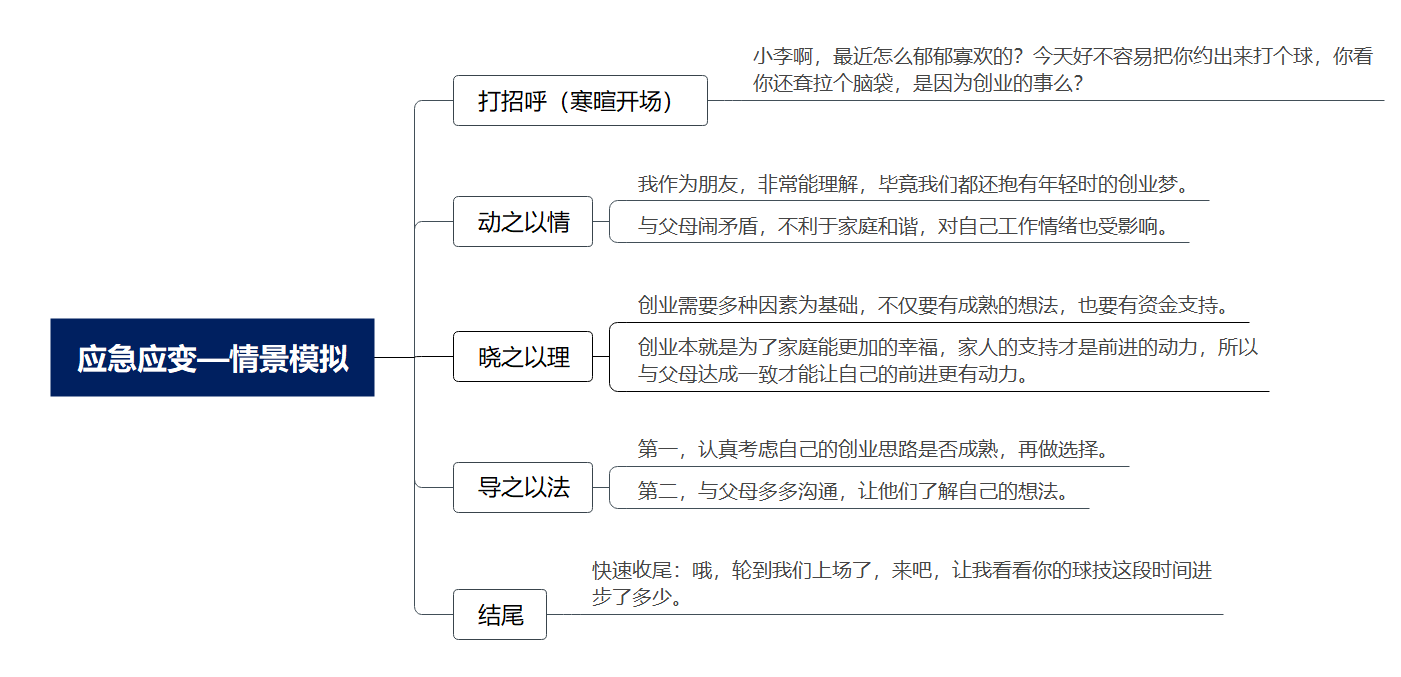 小李啊，最近怎么郁郁寡欢的？今天好不容易把你约出来打个球，你看
你还耷拉个脑袋，是因为创业的事么？
打招呼（寒暄开场）
我作为朋友，非常能理解，毕竟我们都还抱有年轻时的创业梦。
动之以情
与父母闹矛盾，不利于家庭和谐，对自己工作情绪也受影响。
创业需要多种因素为基础，不仅要有成熟的想法，也要有资金支持。
应急应变—情景模拟
晓之以理
创业本就是为了家庭能更加的幸福，家人的支持才是前进的动力，所以
与父母达成一致才能让自己的前进更有动力。
第一，认真考虑自己的创业思路是否成熟，再做选择。
导之以法
第二，与父母多多沟通，让他们了解自己的想法。
快速收尾：哦，轮到我们上场了，来吧，让我看看你的球技这段时间进
步了多少。
结尾